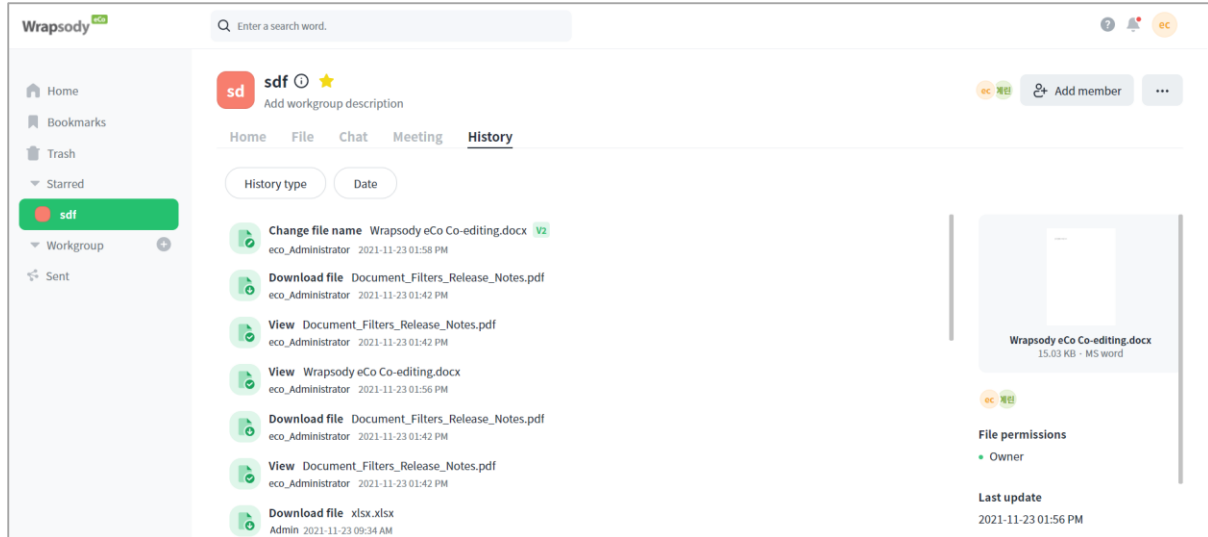 Wrapsody eCo
Enter a search word.
? ec
Home
Bookmarks
Trash
Starred
sdf
Workgroup
Sent
sd
sdf
Add workgroup description
ec 계린 Add member ...
Home File Chat Meeting History
History type Date
Change file name Wrapsody eCo Co-editing.docx V2
eco_Administrator 2021-11-23 01:58 PM
Download file Document_Filters_Release_Notes.pdf
eco_Administrator 2021-11-23 01:42 PM
View Document_Filters_Release_Notes.pdf
eco_Administrator 2021-11-23 01:42 PM
View Wrapsody eCo Co-editing.docx
eco_Administrator 2021-11-23 01:56 PM
Download file Document_Filters_Release_Notes.pdf
eco_Administrator 2021-11-23 01:42 PM
View Document_Filters_Release_Notes.pdf
eco_Administrator 2021-11-23 01:42 PM
Download file xlsx.xlsx
Admin 2021-11-23 09:34 AM
Wrapsody eCo Co-editing.docx
15.03 KB - MS word
ec 계린
File permissions
Owner
Last update
2021-11-23 01:56 PM